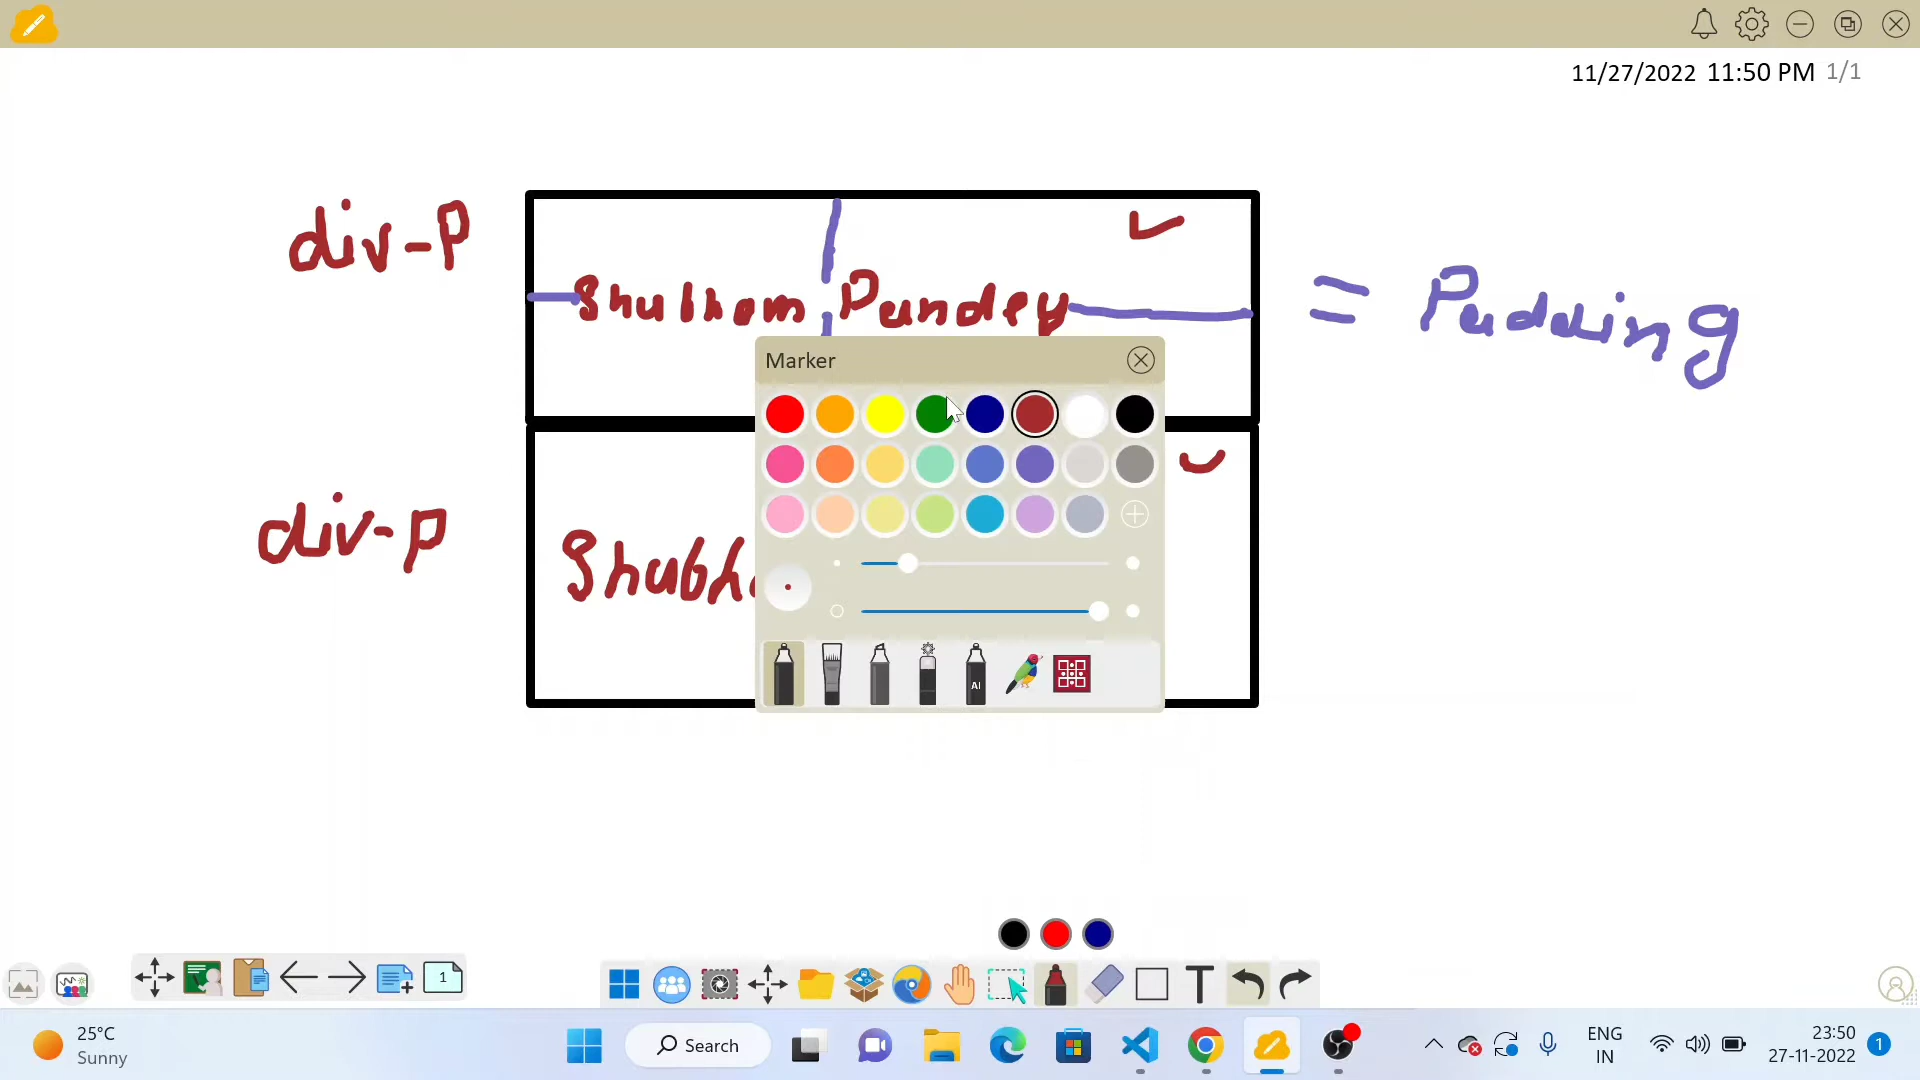 11/27/2022 11:50 PM 1/1
div-P
Shubham Pandey
= Padding
Marker
div-p
AI
1
25°C
Sunny
Search
ENG
IN
23:50
27-11-2022
1